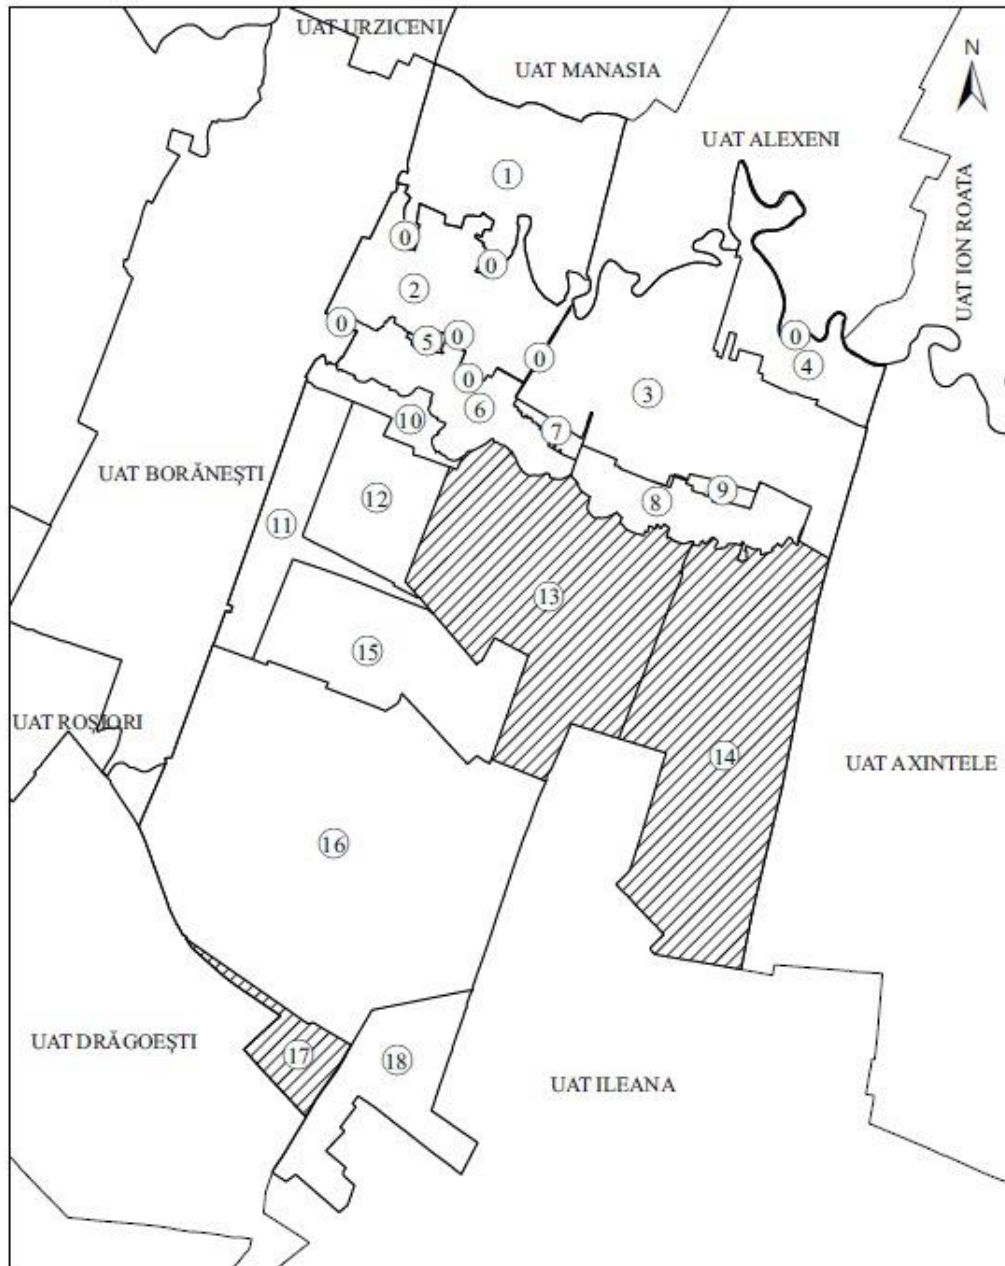 UAT URZICENI
N
UAT MANASIA
UAT ALEXENI
UAT ION ROATA
1
0
0
2
0
5
0
0
0
4
0
3
6
10
7
UAT BORĂNEȘTI
12
9
8
11
13
15
UAT ROȘIORI
14
UAT AXINTELE
16
UAT DRĂGOEȘTI
17
18
UAT ILEANA